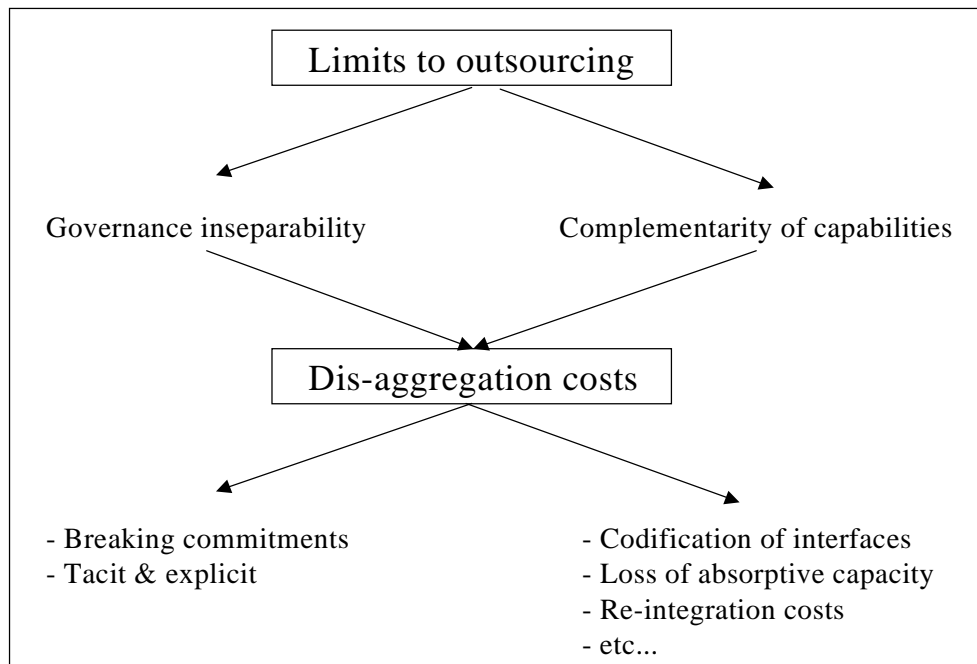 Limits to outsourcing
Governance inseparability
Complementarity of capabilities
Dis-aggregation costs
- Breaking commitments
- Tacit & explicit
- Codification of interfaces
- Loss of absorptive capacity
- Re-integration costs
- etc...